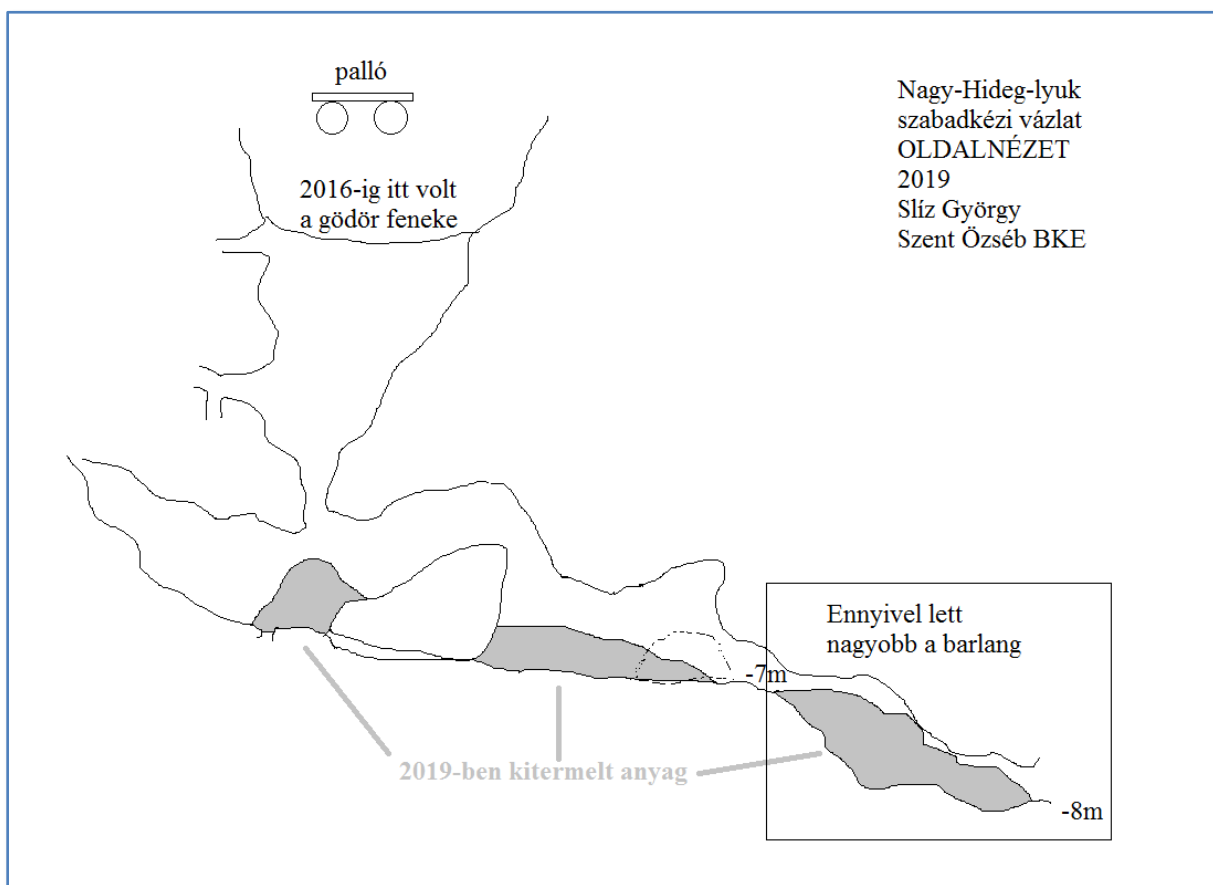 palló
Nagy-Hideg-lyuk
szabadkézi vázlat
OLDALNÉZET
2019
Slíz György
Szent Özséb BKE
2016-ig itt volt
a gödör feneke
Ennyivel lett
nagyobb a barlang
-7m
2019-ben kitermelt anyag
-8m